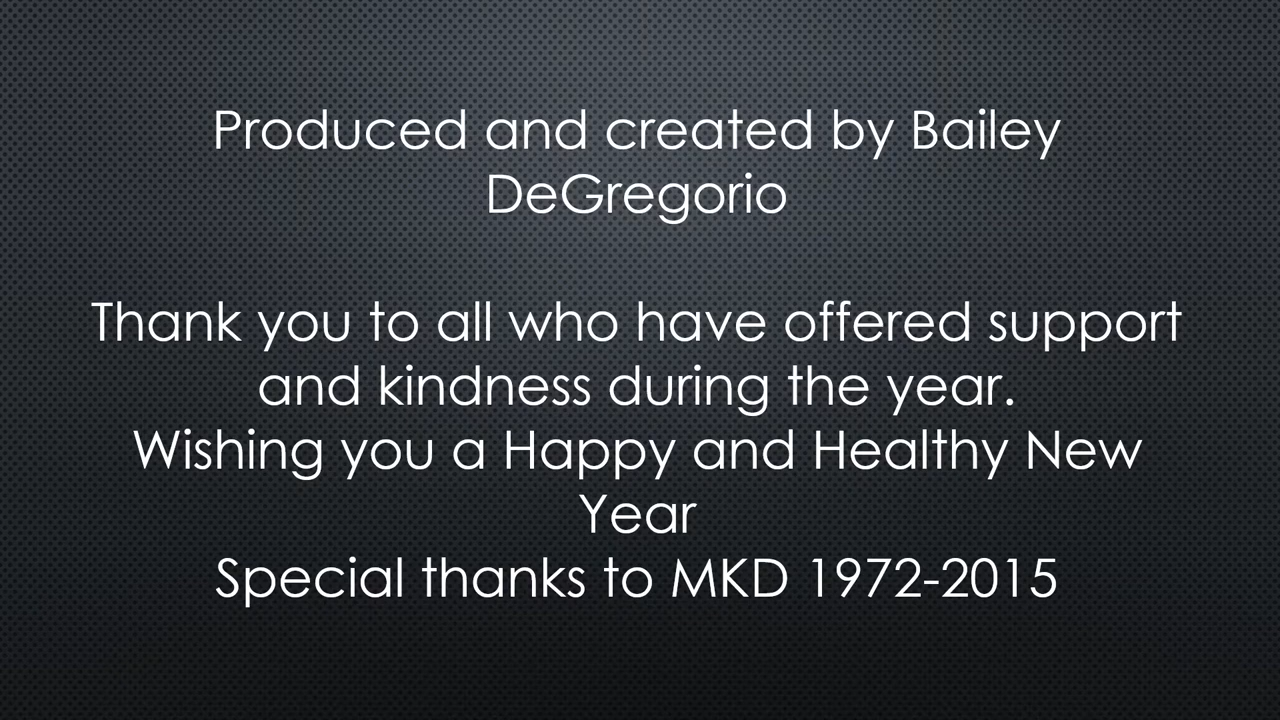 Produced and created by Bailey
DeGregorio
Thank you to all who have offered support
and kindness during the year.
Wishing you a Happy and Healthy New
Year
Special thanks to MKD 1972-2015